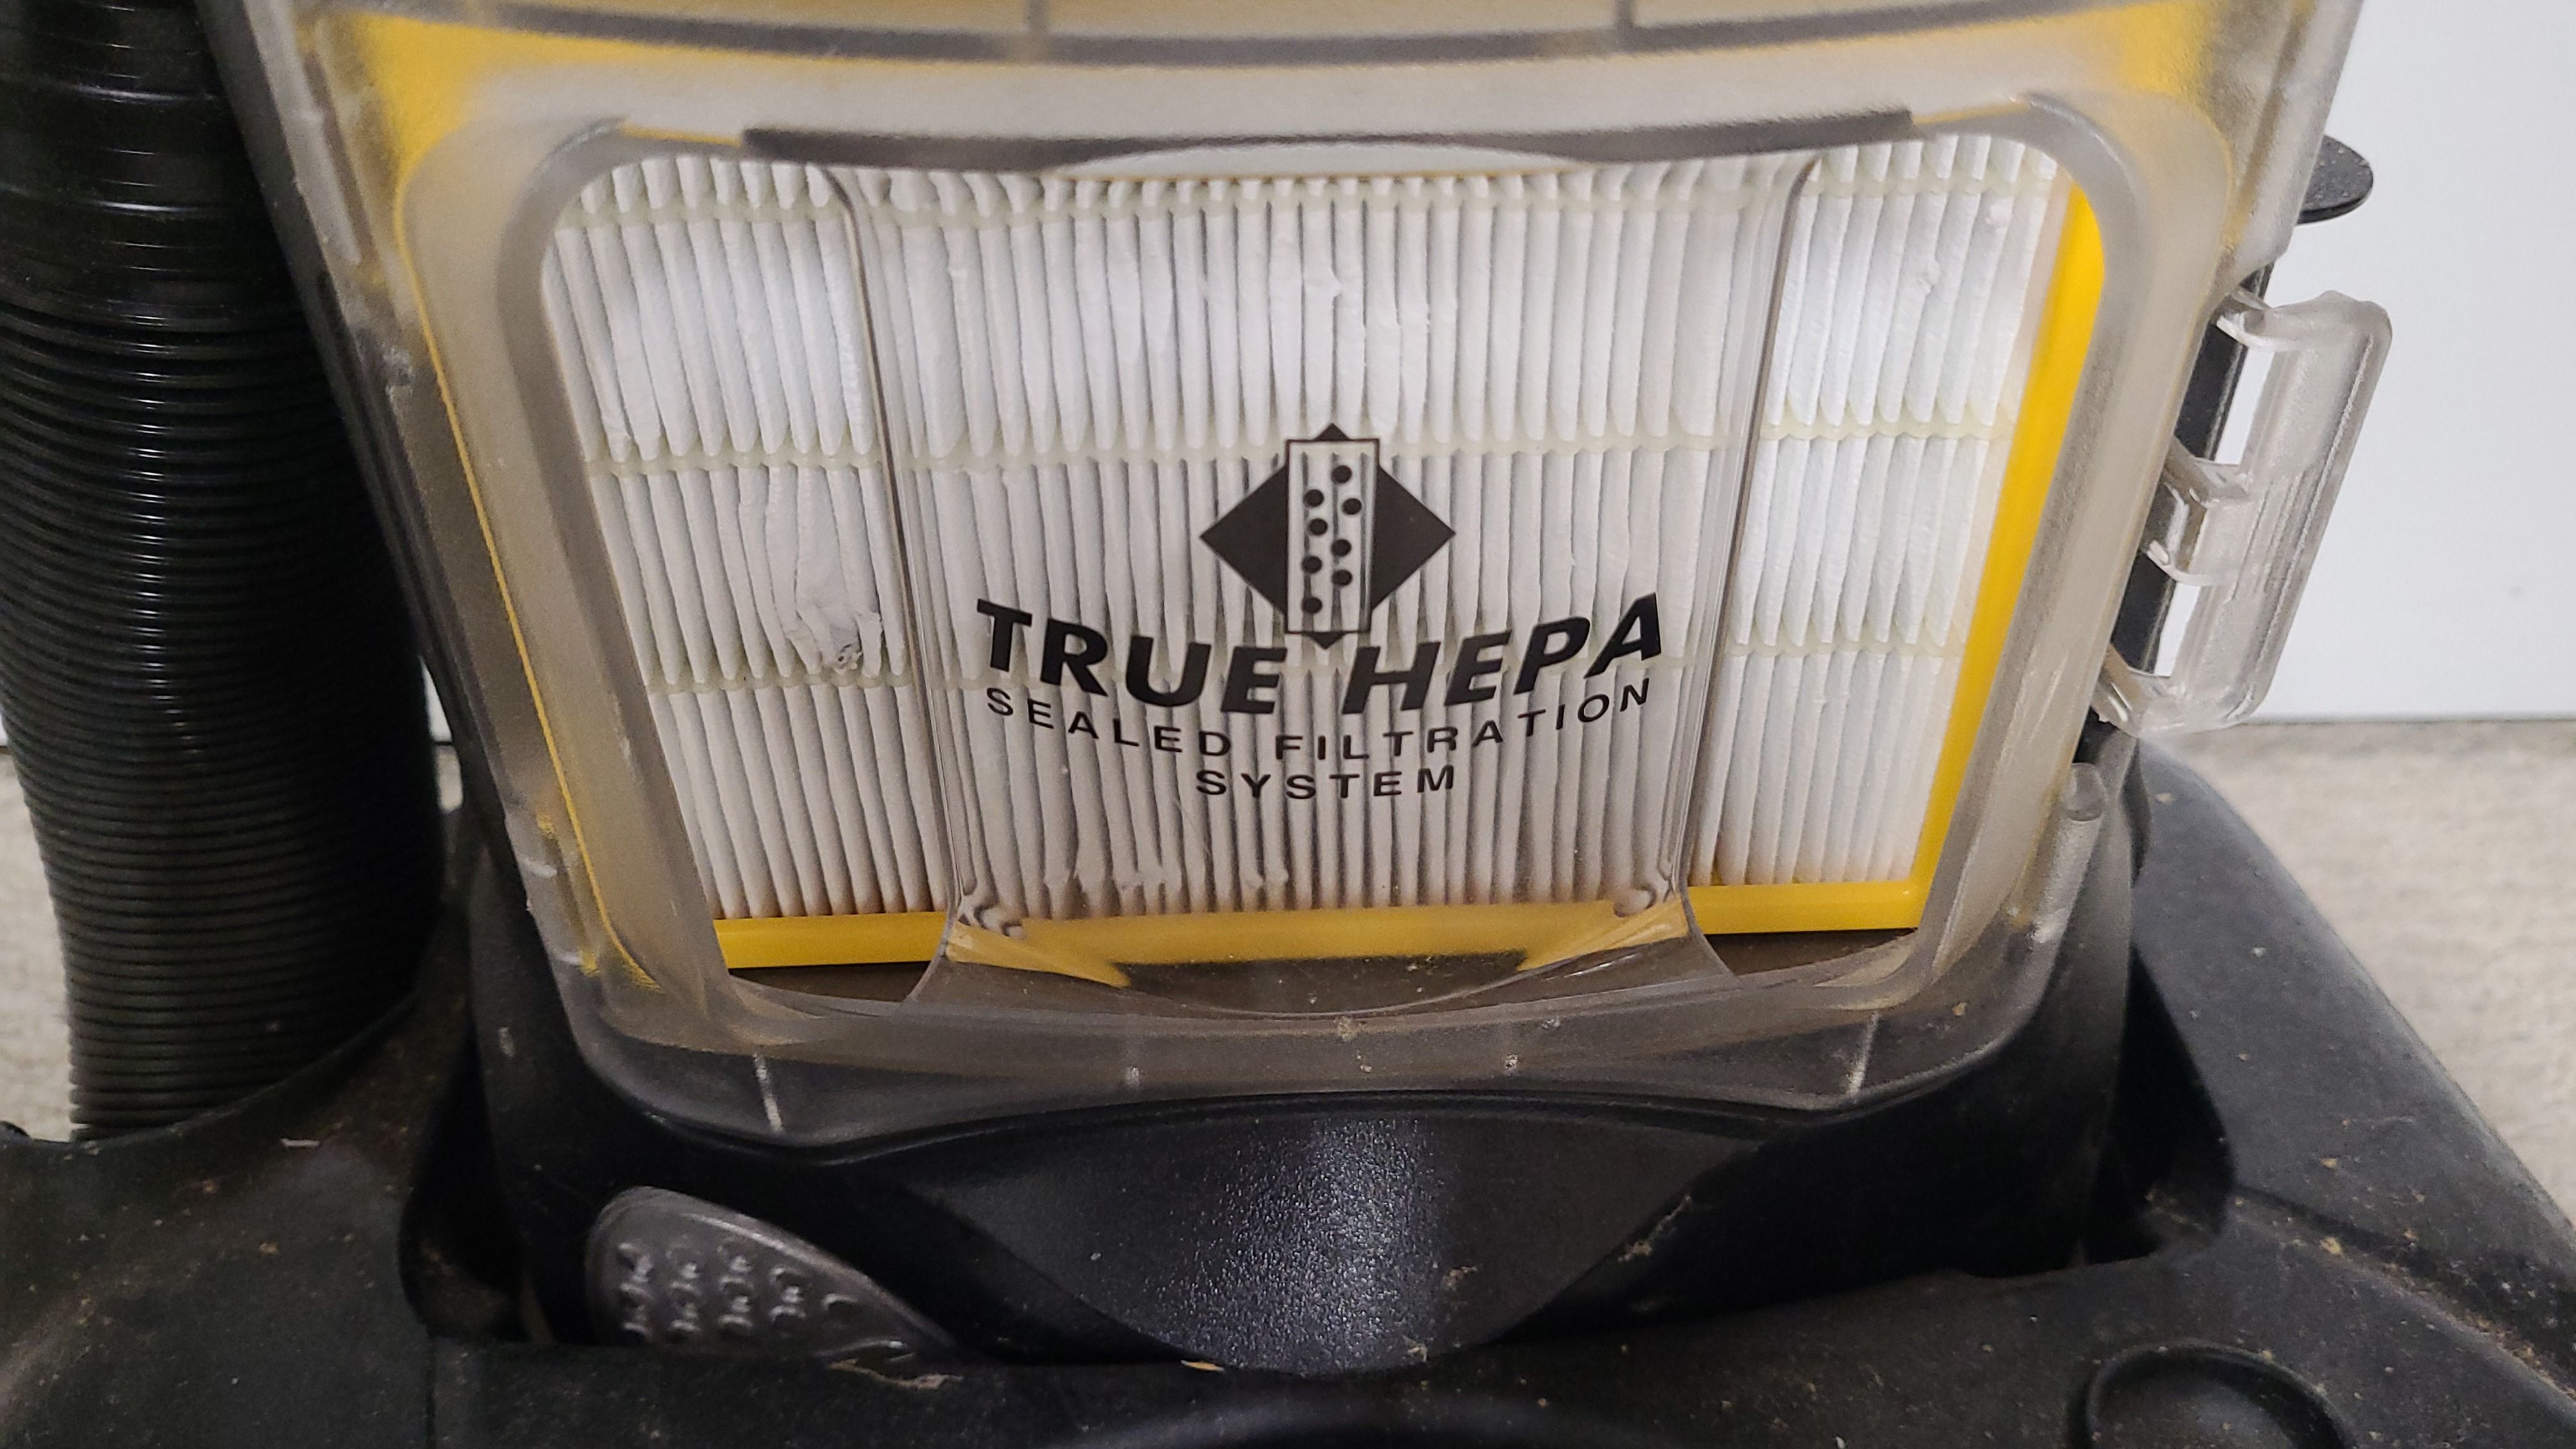 TRUE HEPA
SEALED FILTRATION
SYSTEM